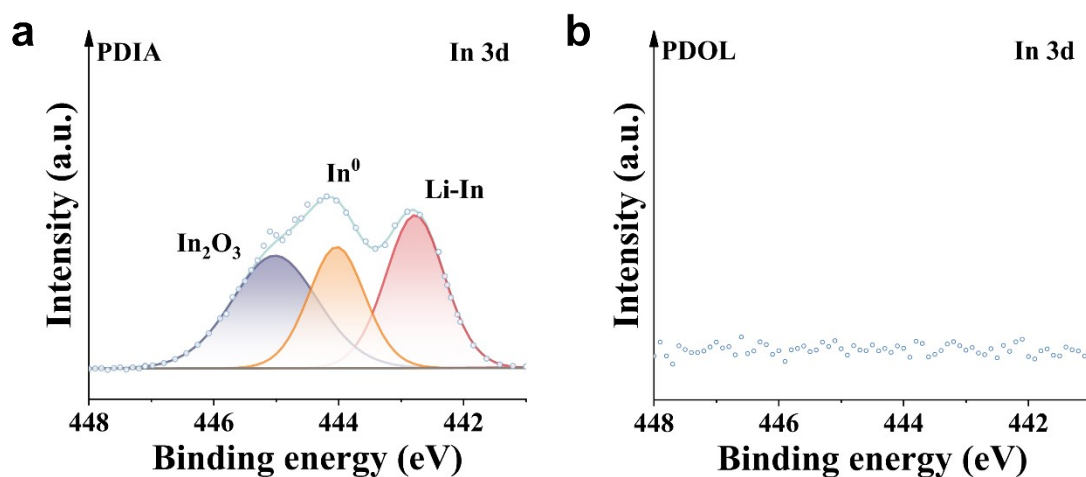 a
PDIA
In 3d
In₂O₃
In⁰
Li-In
Intensity (a.u.)
448
446
444
442
Binding energy (eV)
b
PDOL
In 3d
Intensity (a.u.)
448
446
444
442
Binding energy (eV)